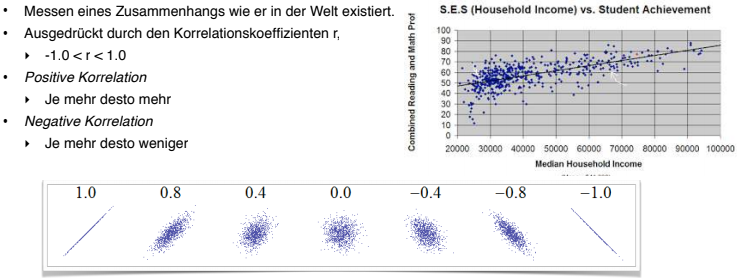 • Messen eines Zusammenhangs wie er in der Welt existiert.
• Ausgedrückt durch den Korrelationskoeffizienten r,
‣ -1.0 < r < 1.0
• Positive Korrelation
‣ Je mehr desto mehr
• Negative Korrelation
‣ Je mehr desto weniger
S.E.S (Household Income) vs. Student Achievement
Combined Reading and Math Prof
100
90
80
70
60
50
40
30
20
10
0
20000 30000 40000 50000 60000 70000 80000 90000 100000
Median Household Income
1.0 0.8 0.4 0.0 −0.4 −0.8 −1.0